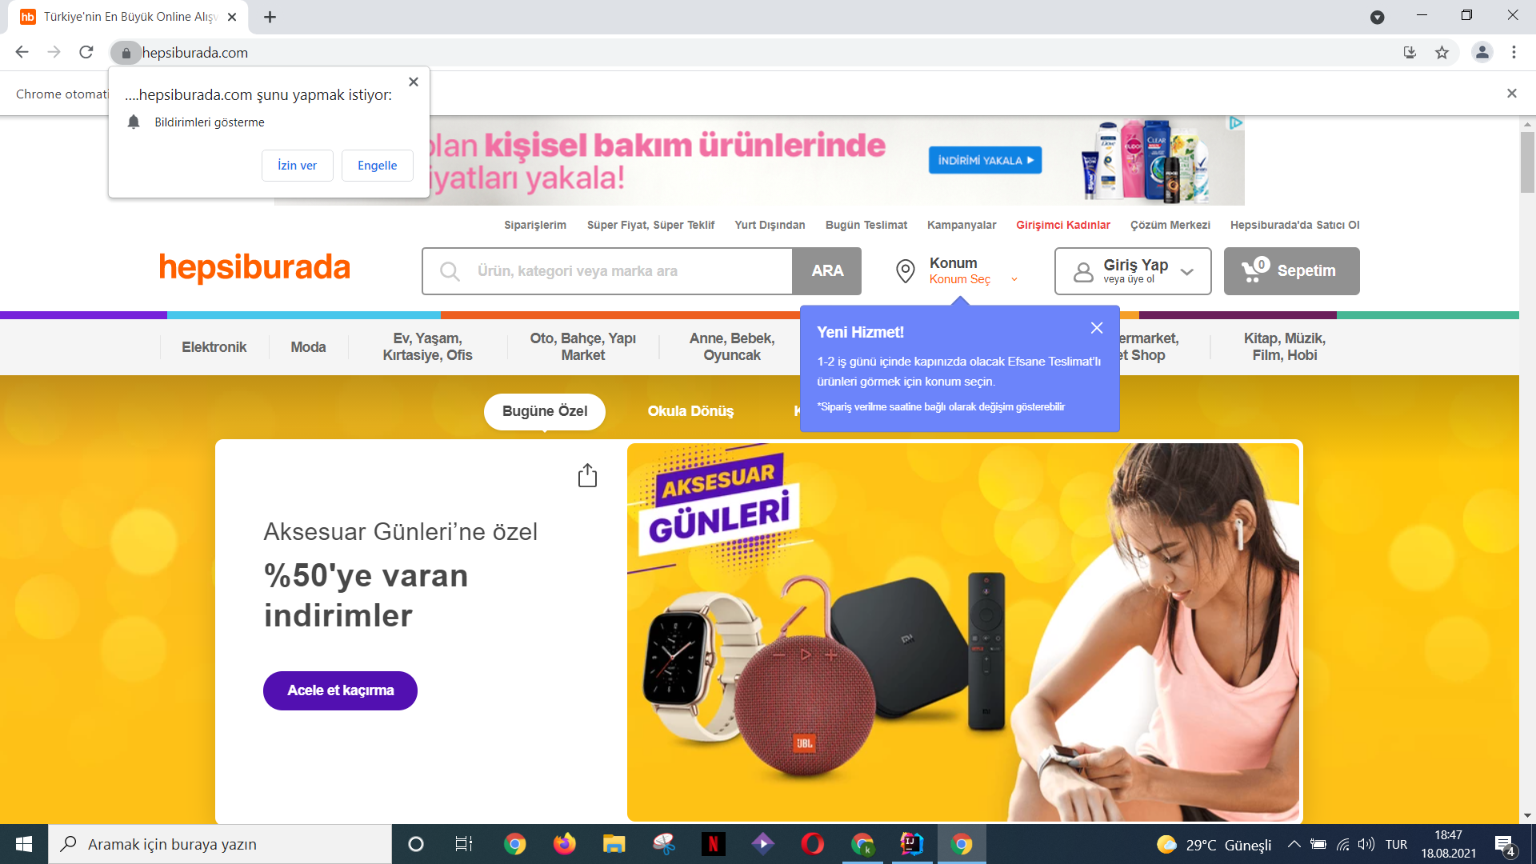 Türkiye'nin En Büyük Online Alışv
hepsiburada.com
Chrome otomati
....hepsiburada.com şunu yapmak istiyor:
Bildirimleri gösterme
İzin ver
Engelle
olan kişisel bakım ürünlerinde
iyatları yakala!
İNDİRİMİ YAKALA
Siparişlerim Süper Fiyat, Süper Teklif Yurt Dışından Bugün Teslimat Kampanyalar Girişimci Kadınlar Çözüm Merkezi Hepsiburada'da Satıcı Ol
hepsiburada
Ürün, kategori veya marka ara
ARA
Konum
Konum Seç
Giriş Yap
veya üye ol
0
Sepetim
Elektronik
Moda
Ev, Yaşam,
Kırtasiye, Ofis
Oto, Bahçe, Yapı
Market
Anne, Bebek,
Oyuncak
ermarket,
et Shop
Kitap, Müzik,
Film, Hobi
Yeni Hizmet!
1-2 iş günü içinde kapınızda olacak Efsane Teslimat'lı
ürünleri görmek için konum seçin.
*Sipariş verilme saatine bağlı olarak değişim gösterebilir
Bugüne Özel
Okula Dönüş
K
Aksesuar Günleri’ne özel
%50'ye varan
indirimler
Acele et kaçırma
AKSESUAR
GÜNLERİ
JBL
Aramak için buraya yazın
29°C Güneşli
TUR
18:47
18.08.2021
4